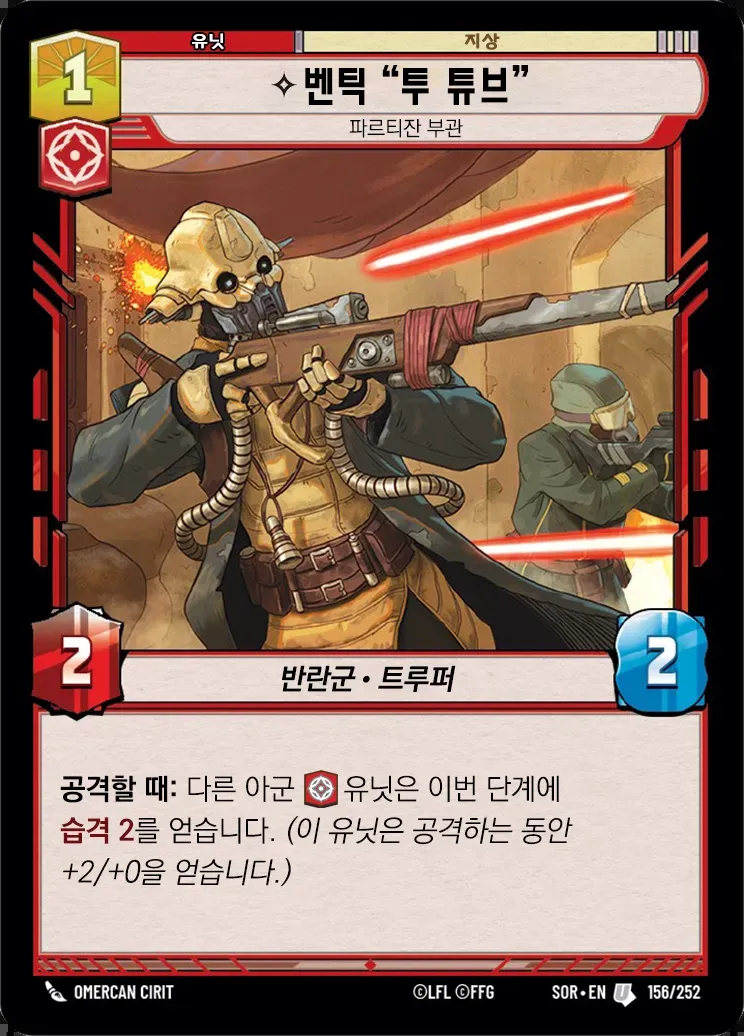 유닛
지상
1
✧벤틱 “투 튜브”
파르티잔 부관
2
2
반란군 • 트루퍼
공격할 때: 다른 아군 유닛은 이번 단계에
습격 2를 얻습니다. (이 유닛은 공격하는 동안
+2/+0을 얻습니다.)
OMERCAN CIRIT
©LFL ©FFG
SOR • EN U 156/252